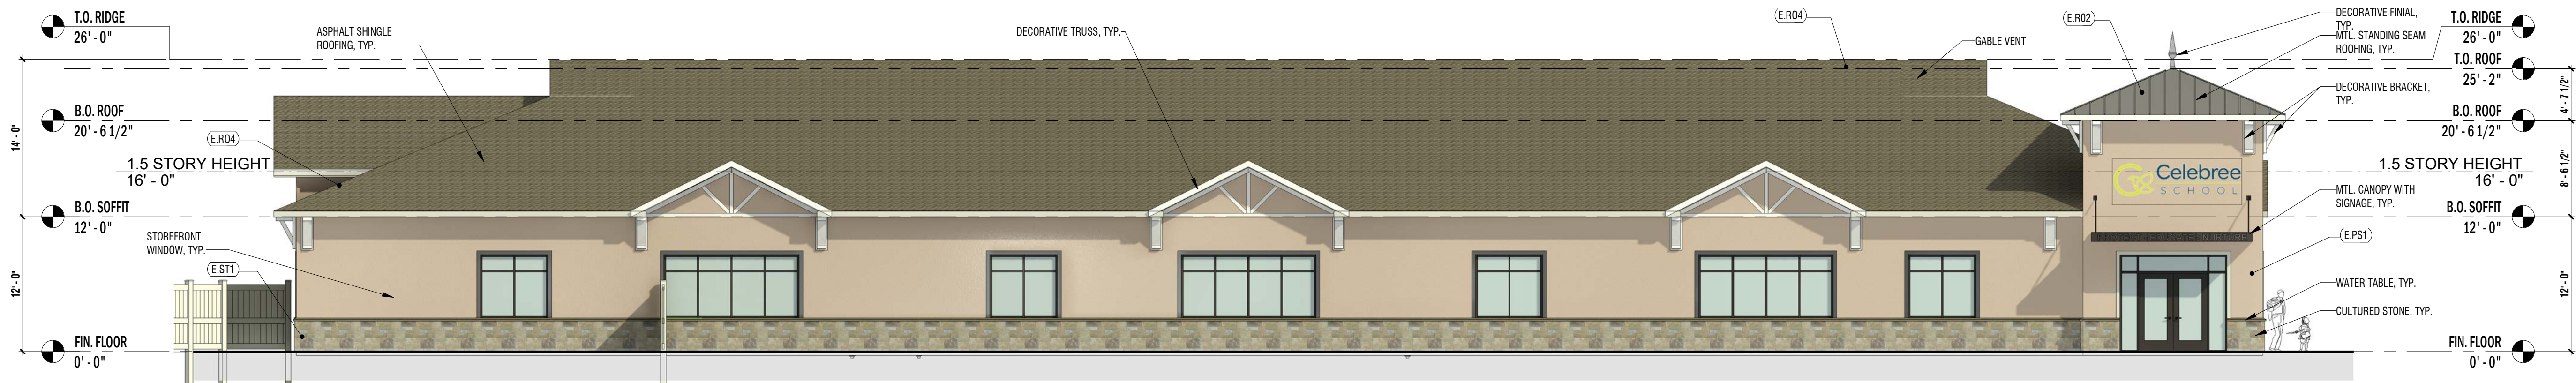 T.O. RIDGE
26' - 0"
B.O. ROOF
20' - 6 1/2"
1.5 STORY HEIGHT
16' - 0"
B.O. SOFFIT
12' - 0"
FIN. FLOOR
0' - 0"
14' - 0"
12' - 0"
ASPHALT SHINGLE
ROOFING, TYP.
E.RO4
STOREFRONT
WINDOW, TYP.
E.ST1
DECORATIVE TRUSS, TYP.
E.RO4
GABLE VENT
E.R02
Celebree
SCHOOL
DECORATIVE FINIAL,
TYP.
MTL. STANDING SEAM
ROOFING, TYP.
DECORATIVE BRACKET,
TYP.
MTL. CANOPY WITH
SIGNAGE, TYP.
E.PS1
WATER TABLE, TYP.
CULTURED STONE, TYP.
T.O. RIDGE
26' - 0"
T.O. ROOF
25' - 2"
B.O. ROOF
20' - 6 1/2"
1.5 STORY HEIGHT
16' - 0"
B.O. SOFFIT
12' - 0"
FIN. FLOOR
0' - 0"
4' - 7 1/2"
8' - 6 1/2"
12' - 0"